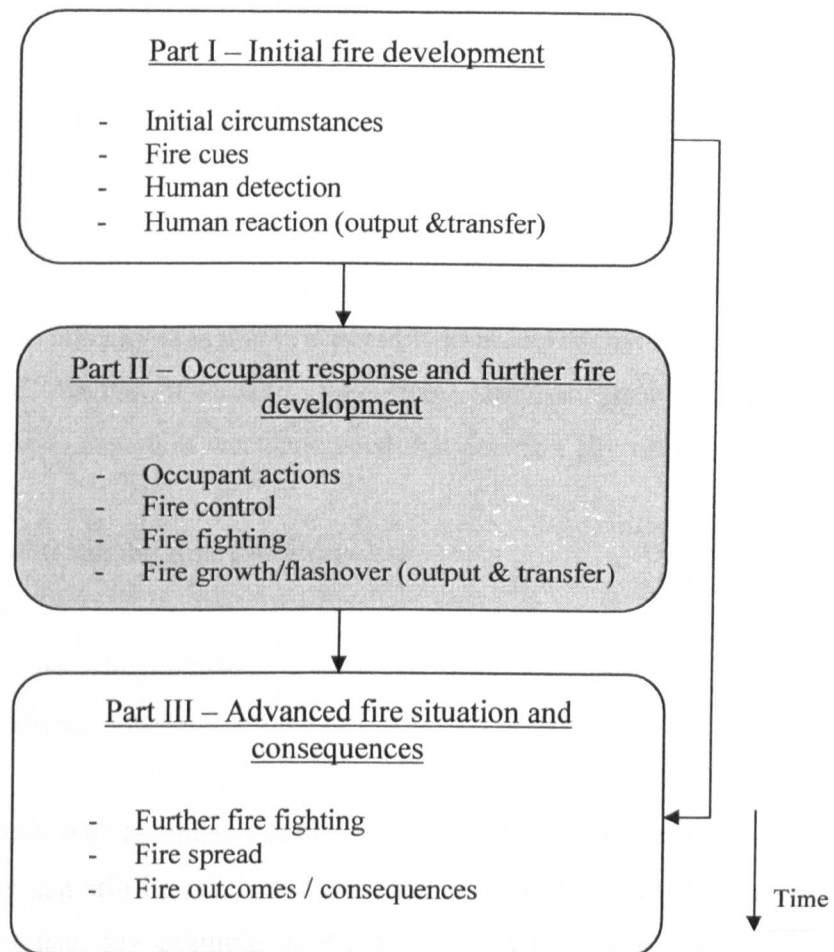 Part I – Initial fire development
- Initial circumstances
- Fire cues
- Human detection
- Human reaction (output &transfer)
Part II – Occupant response and further fire
development
- Occupant actions
- Fire control
- Fire fighting
- Fire growth/flashover (output & transfer)
Part III – Advanced fire situation and
consequences
- Further fire fighting
- Fire spread
- Fire outcomes / consequences
Time